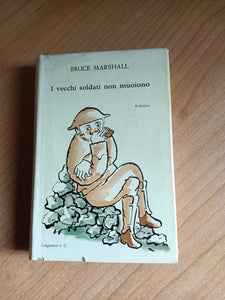 BRUCE MARSHALL
I vecchi soldati non muoiono
Romanzo
Longanesi & C.